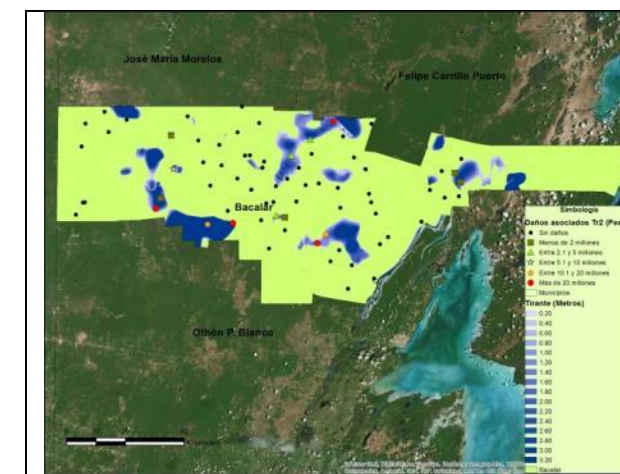 José María Morelos
Felipe Carrillo Puerto
Bacalar
Othón P. Blanco
Simbología
Daños asociados Tr2 (Pes
Sin daños
Menos de 2 millones
Entre 2.1 y 5 millones
Entre 5.1 y 10 millones
Entre 10.1 y 20 millones
Más de 20 millones
Municipios
Tirante (Metros)
0.20
0.40
0.60
0.80
1.00
1.20
1.40
1.60
1.80
2.00
2.20
2.40
2.60
2.80
3.00
3.20
Bacalar